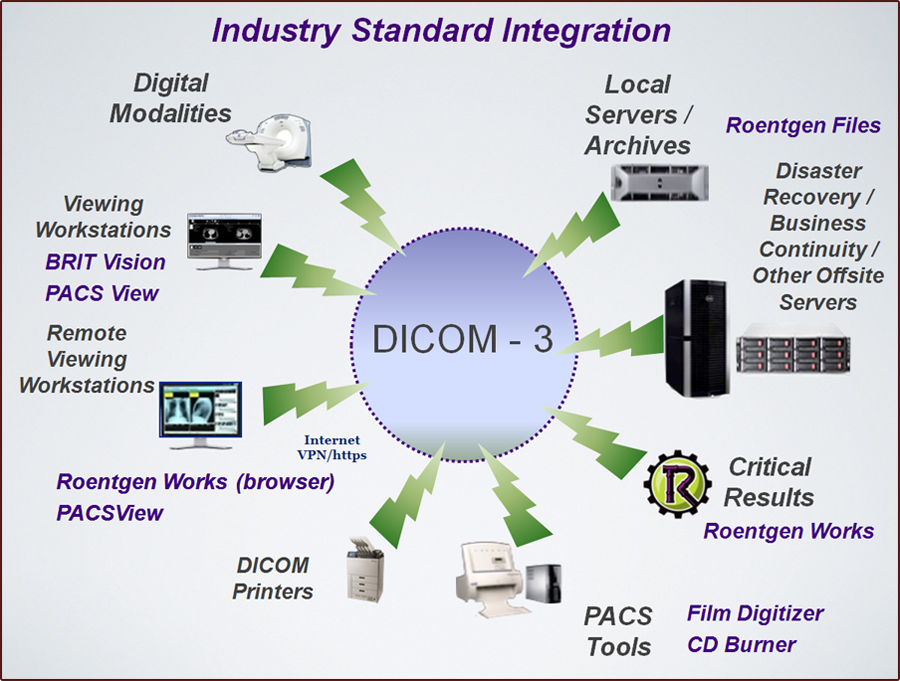 Industry Standard Integration
Digital
Modalities
Local
Servers /
Archives
Roentgen Files
Disaster
Recovery /
Business
Continuity /
Other Offsite
Servers
Viewing
Workstations
BRIT Vision
PACS View
DICOM - 3
Remote
Viewing
Workstations
Internet
VPN/https
Roentgen Works (browser)
PACSView
R
Critical
Results
Roentgen Works
DICOM
Printers
PACS
Tools
Film Digitizer
CD Burner